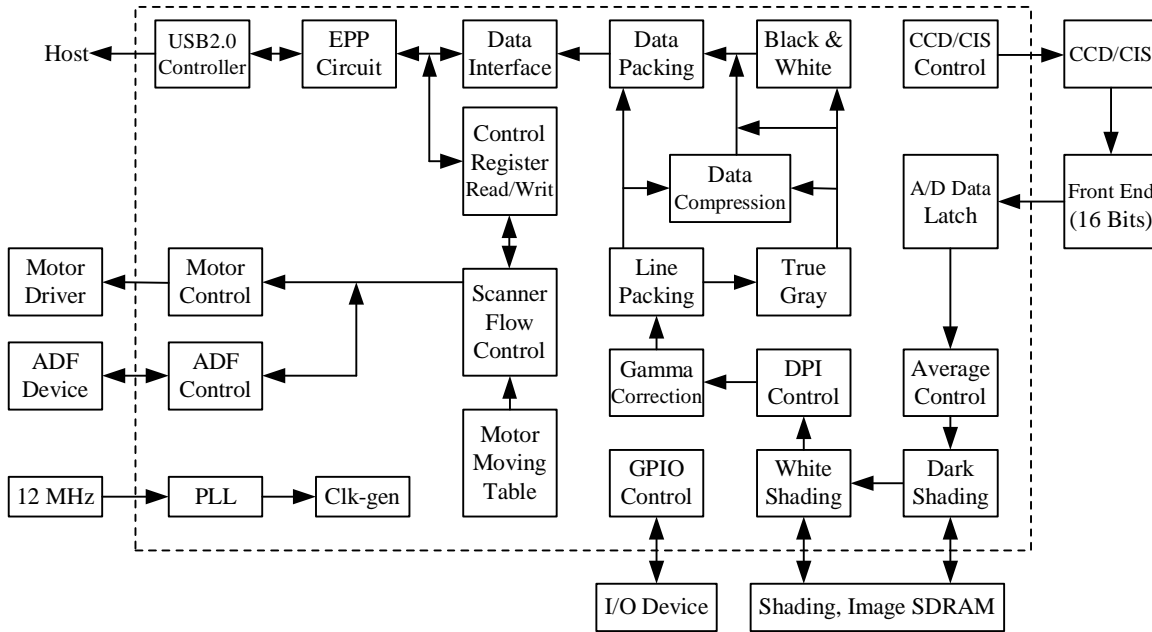 Host
USB2.0
Controller
EPP
Circuit
Data
Interface
Data
Packing
Black &
White
CCD/CIS
Control
CCD/CIS
Control
Register
Read/Writ
Data
Compression
A/D Data
Latch
Front End
(16 Bits)
Motor
Driver
Motor
Control
Scanner
Flow
Control
Line
Packing
True
Gray
ADF
Device
ADF
Control
Gamma
Correction
DPI
Control
Average
Control
Motor
Moving
Table
GPIO
Control
White
Shading
Dark
Shading
12 MHz
PLL
Clk-gen
I/O Device
Shading, Image SDRAM